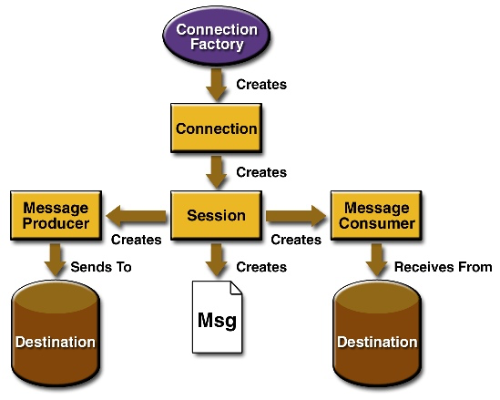 Connection
Factory
Creates
Connection
Creates
Message
Producer
Session
Message
Consumer
Creates
Creates
Sends To
Creates
Receives From
Msg
Destination
Destination